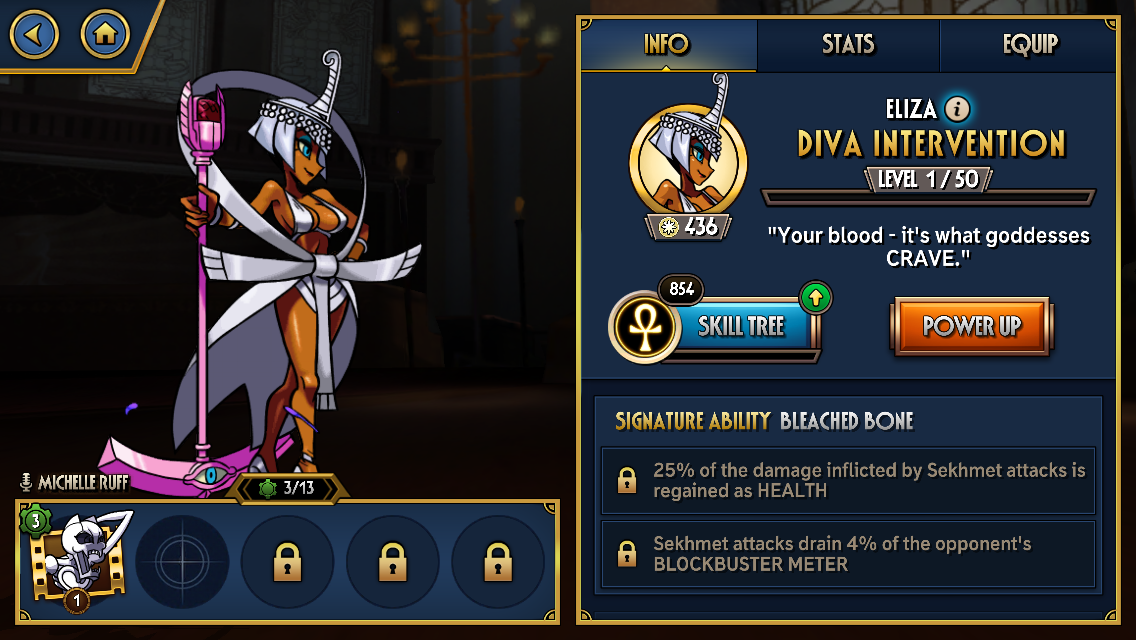 INFO
STATS
EQUIP
ELIZA i
DIVA INTERVENTION
LEVEL 1 / 50
436
"Your blood - it's what goddesses
CRAVE."
854
SKILL TREE
POWER UP
SIGNATURE ABILITY BLEACHED BONE
25% of the damage inflicted by Sekhmet attacks is
regained as HEALTH
Sekhmet attacks drain 4% of the opponent's
BLOCKBUSTER METER
MICHELLE RUFF
3/13
3
1